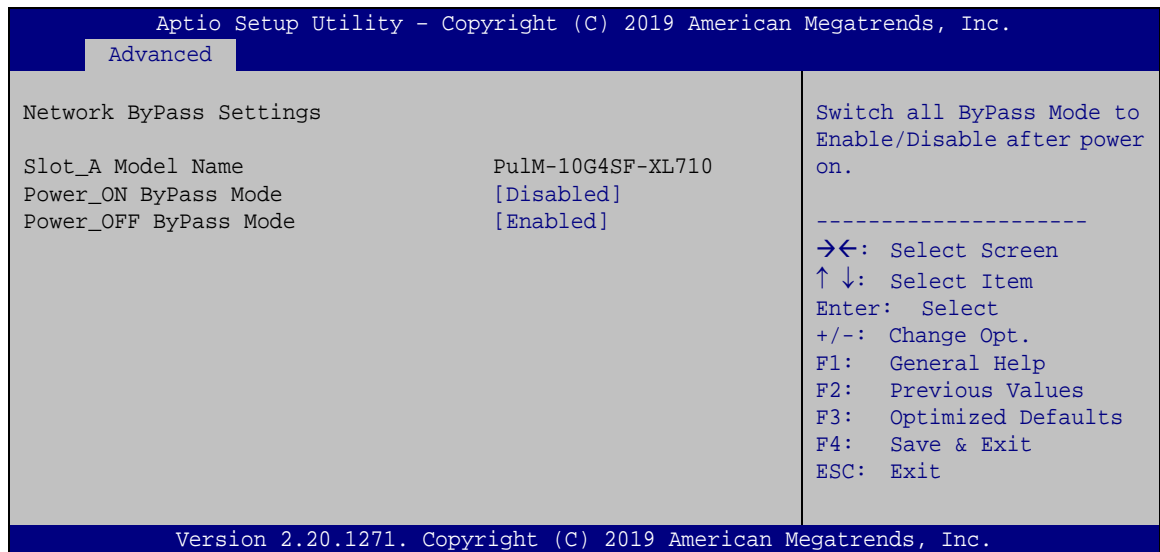 Aptio Setup Utility – Copyright (C) 2019 American Megatrends, Inc.
Advanced
Network ByPass Settings
Slot_A Model Name PulM-10G4SF-XL710
Power_ON ByPass Mode [Disabled]
Power_OFF ByPass Mode [Enabled]
Switch all ByPass Mode to
Enable/Disable after power
on.
---------------------
→←: Select Screen
↑ ↓: Select Item
Enter: Select
+/-: Change Opt.
F1: General Help
F2: Previous Values
F3: Optimized Defaults
F4: Save & Exit
ESC: Exit
Version 2.20.1271. Copyright (C) 2019 American Megatrends, Inc.